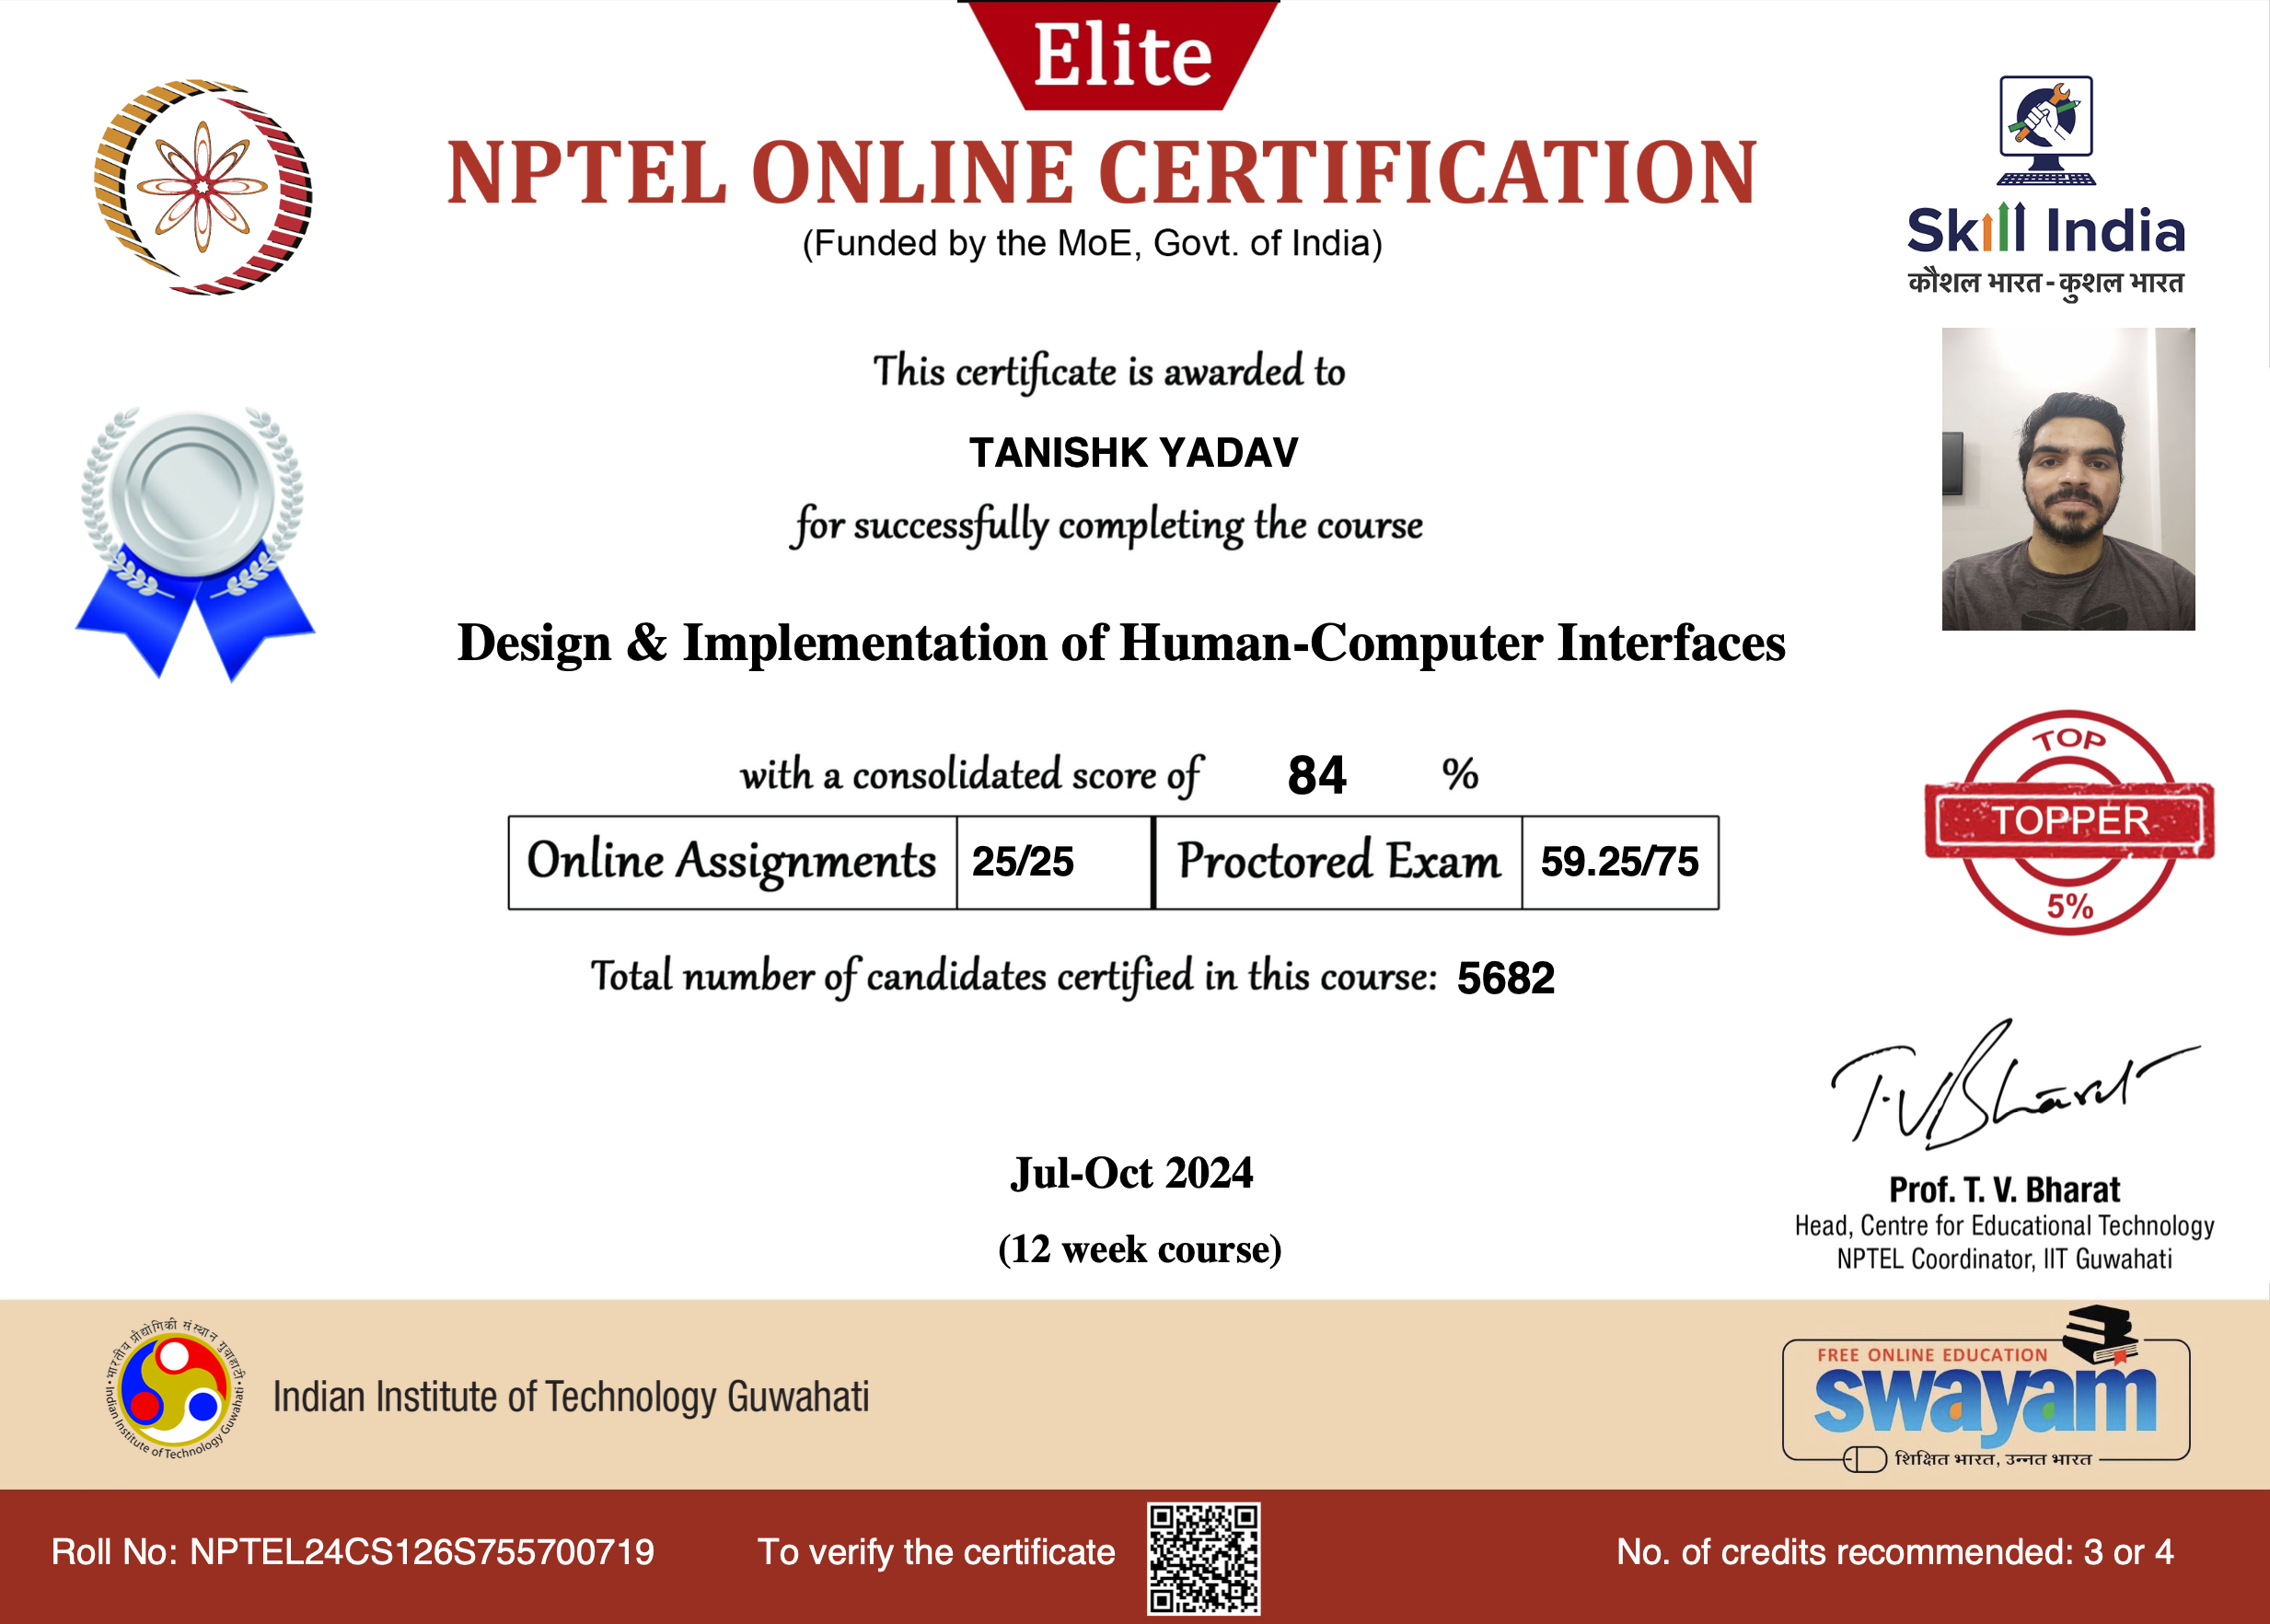 Elite
NPTEL ONLINE CERTIFICATION
(Funded by the MoE, Govt. of India)
Skill India
कौशल भारत - कुशल भारत
This certificate is awarded to
TANISHK YADAV
for successfully completing the course
Design & Implementation of Human-Computer Interfaces
with a consolidated score of 84 %
Online Assignments 25/25 Proctored Exam 59.25/75
TOP
TOPPER
5%
Total number of candidates certified in this course: 5682
T.V.Bharat
Jul-Oct 2024
(12 week course)
Prof. T. V. Bharat
Head, Centre for Educational Technology
NPTEL Coordinator, IIT Guwahati
भारतीय प्रौद्योगिकी संस्थान गुवाहाटी
Indian Institute of Technology Guwahati
Indian Institute of Technology Guwahati
FREE ONLINE EDUCATION
swayam
शिक्षित भारत, उन्नत भारत
Roll No: NPTEL24CS126S755700719
To verify the certificate
No. of credits recommended: 3 or 4